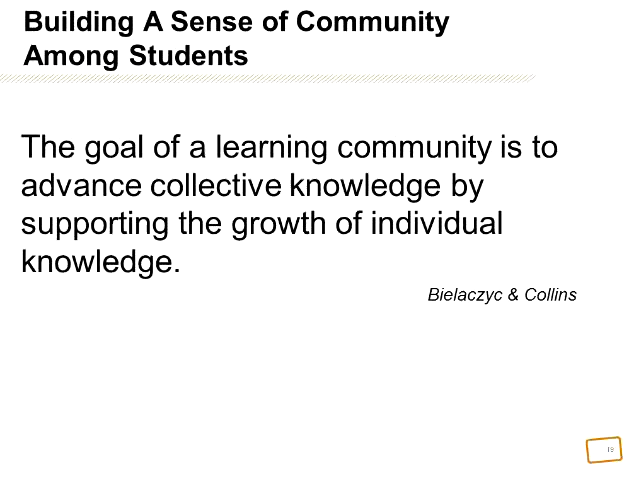 Building A Sense of Community
Among Students
The goal of a learning community is to
advance collective knowledge by
supporting the growth of individual
knowledge.
Bielaczyc & Collins